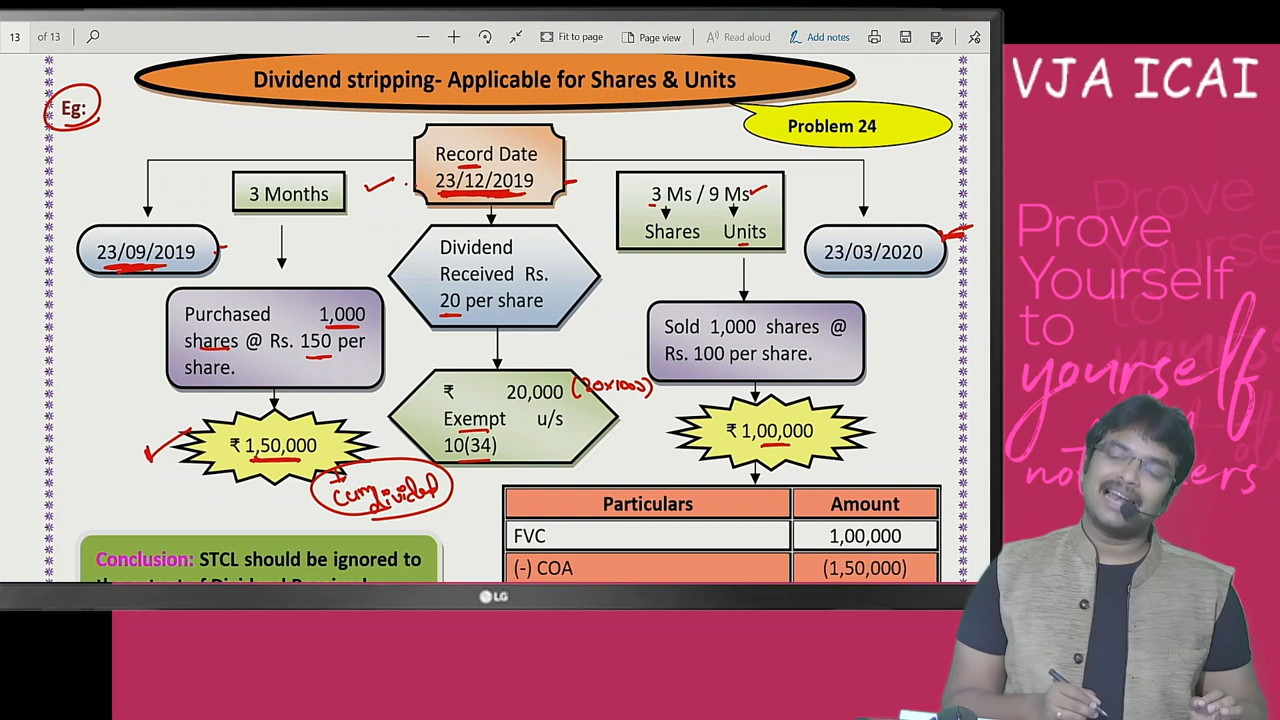 13 of 13
Fit to page
Page view
Read aloud
Add notes
VJA ICAI
Dividend stripping- Applicable for Shares & Units
Eg:
Problem 24
Record Date
23/12/2019
3 Months
3 Ms / 9 Ms
Shares Units
23/09/2019
23/03/2020
Dividend
Received Rs.
20 per share
Purchased 1,000
shares @ Rs. 150 per
share.
Sold 1,000 shares @
Rs. 100 per share.
₹ 20,000 (20x1000)
Exempt u/s
10(34)
₹ 1,50,000
₹ 1,00,000
Cum
dividend
Particulars Amount
FVC 1,00,000
(-) COA (1,50,000)
Conclusion: STCL should be ignored to
LG
Prove
Yourself
to
yourself
Prove
Yourself
to
yourself